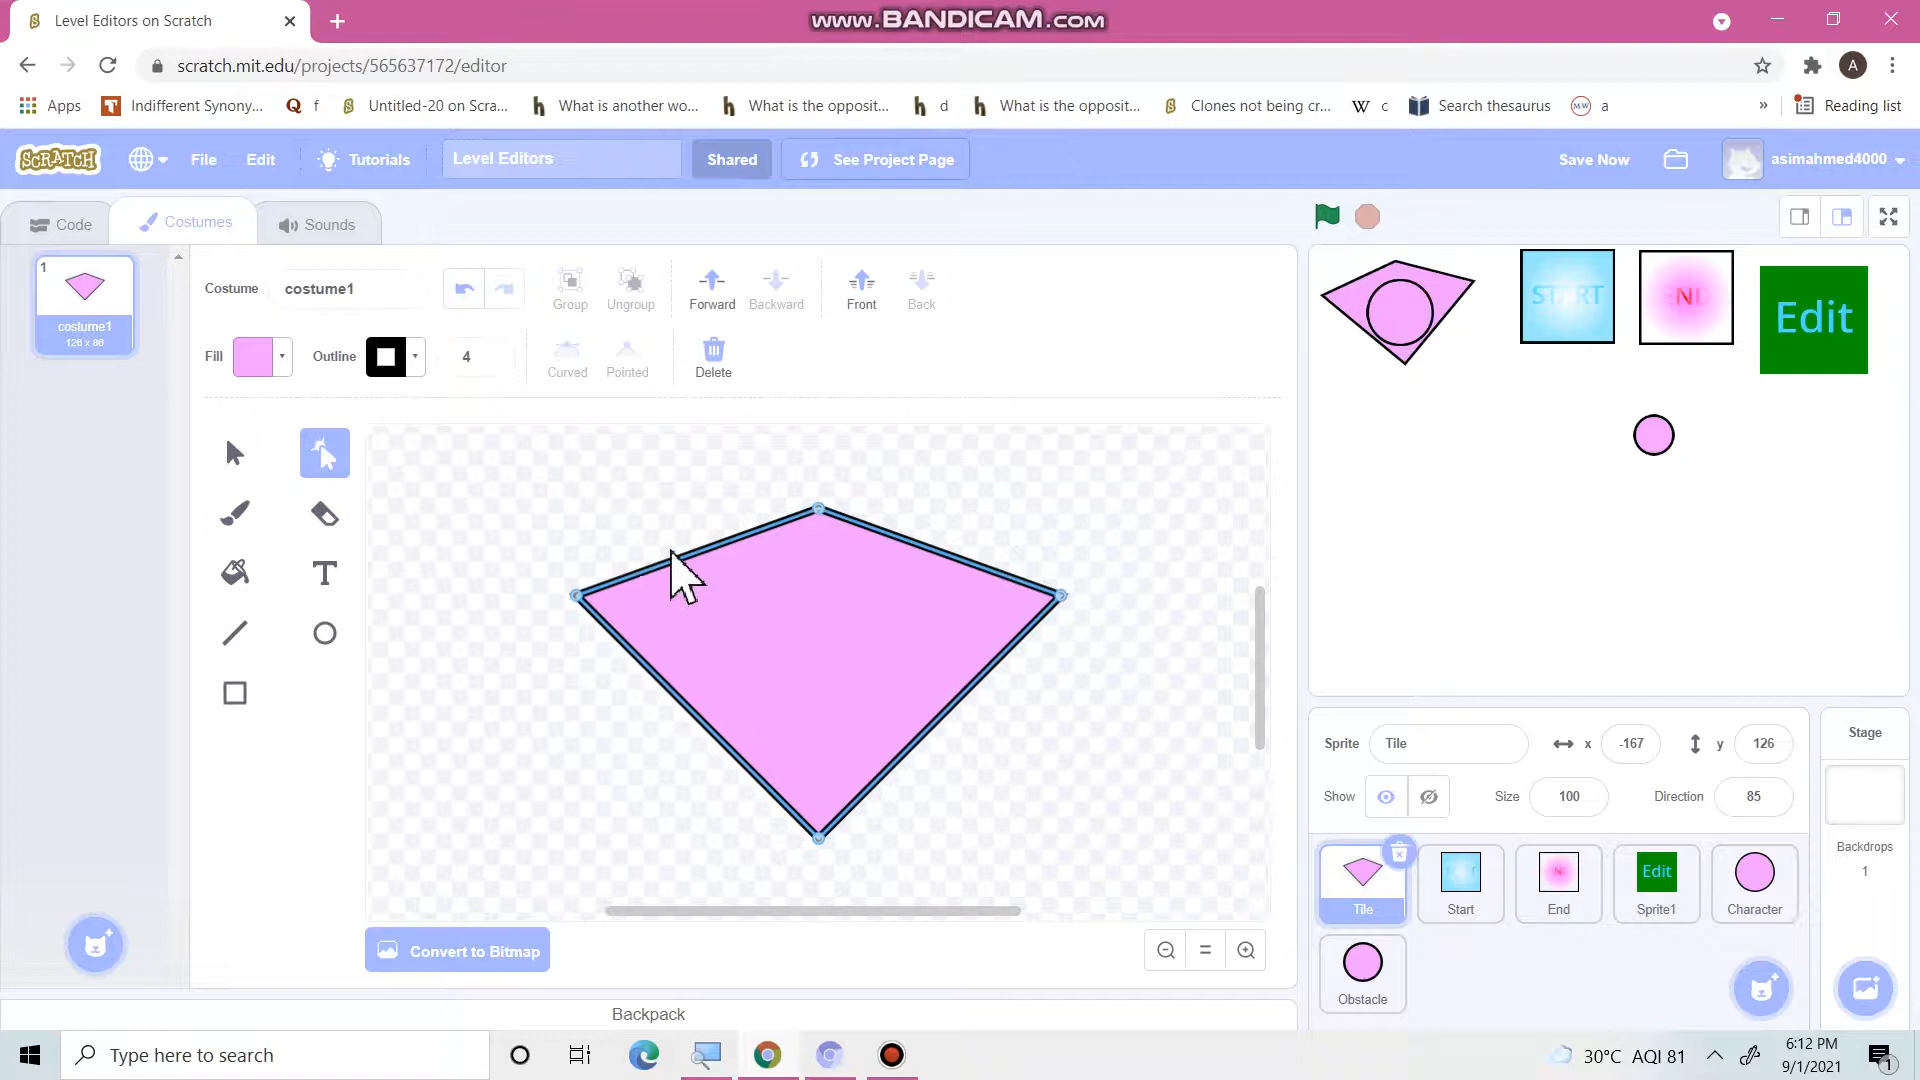 Level Editors on Scratch
www.BANDICAM.com
scratch.mit.edu/projects/565637172/editor
A
Apps
Indifferent Synony...
f
Untitled-20 on Scra...
What is another wo...
What is the opposit...
d
What is the opposit...
Clones not being cr...
c
Search thesaurus
a
»
Reading list
SCRATCH
File
Edit
Tutorials
Level Editors
Shared
See Project Page
Save Now
asimahmed4000
Code
Costumes
Sounds
1
costume1
126 x 86
Costume
costume1
Group
Ungroup
Forward
Backward
Front
Back
Fill
Outline
4
Curved
Pointed
Delete
T
Convert to Bitmap
Backpack
START
END
Edit
Sprite
Tile
x
-167
y
126
Show
Size
100
Direction
85
Stage
Backdrops
1
Tile
Start
End
Edit
Sprite1
Character
Obstacle
Type here to search
30°C AQI 81
6:12 PM
9/1/2021
1